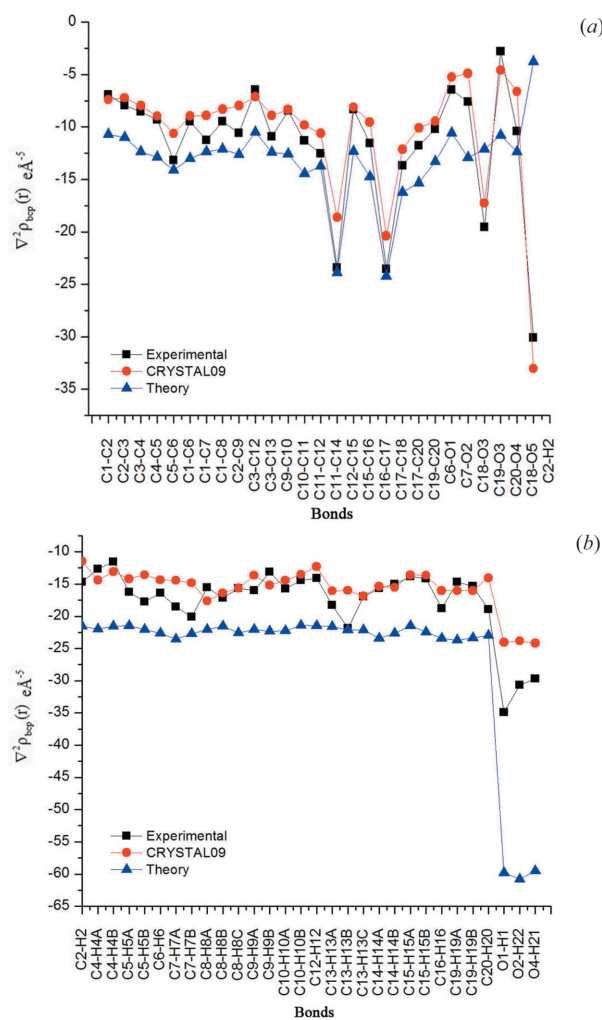 (a)
0
-5
-10
-15
-20
-25
-30
-35
∇²ρbcp(r) eÅ⁻⁵
Experimental
CRYSTAL09
Theory
C1-C2
C2-C3
C3-C4
C4-C5
C5-C6
C1-C6
C1-C7
C1-C8
C2-C9
C3-C12
C3-C13
C9-C10
C10-C11
C11-C12
C11-C14
C12-C15
C15-C16
C16-C17
C17-C18
C17-C20
C19-C20
C6-O1
C7-O2
C18-O3
C19-O3
C20-O4
C18-O5
C2-H2
Bonds
(b)
-10
-15
-20
-25
-30
-35
-40
-45
-50
-55
-60
-65
∇²ρbcp(r) eÅ⁻⁵
Experimental
CRYSTAL09
Theory
C2-H2
C4-H4A
C4-H4B
C5-H5A
C5-H5B
C6-H6
C7-H7A
C7-H7B
C8-H8A
C8-H8B
C8-H8C
C9-H9A
C9-H9B
C10-H10A
C10-H10B
C12-H12
C13-H13A
C13-H13B
C13-H13C
C14-H14A
C14-H14B
C15-H15A
C15-H15B
C16-H16
C19-H19A
C19-H19B
C20-H20
O1-H1
O2-H22
O4-H21
Bonds